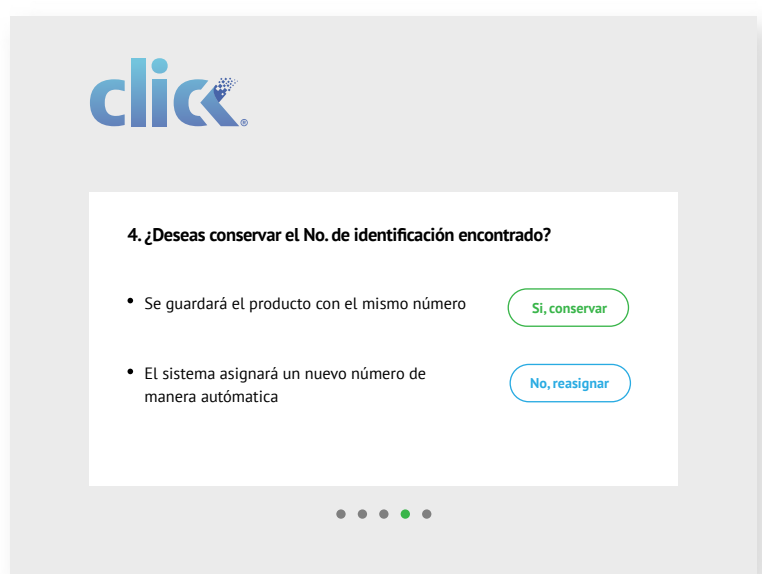 click®
4. ¿Deseas conservar el No. de identificación encontrado?
Se guardará el producto con el mismo número
Si, conservar
El sistema asignará un nuevo número de
manera autómatica
No, reasignar